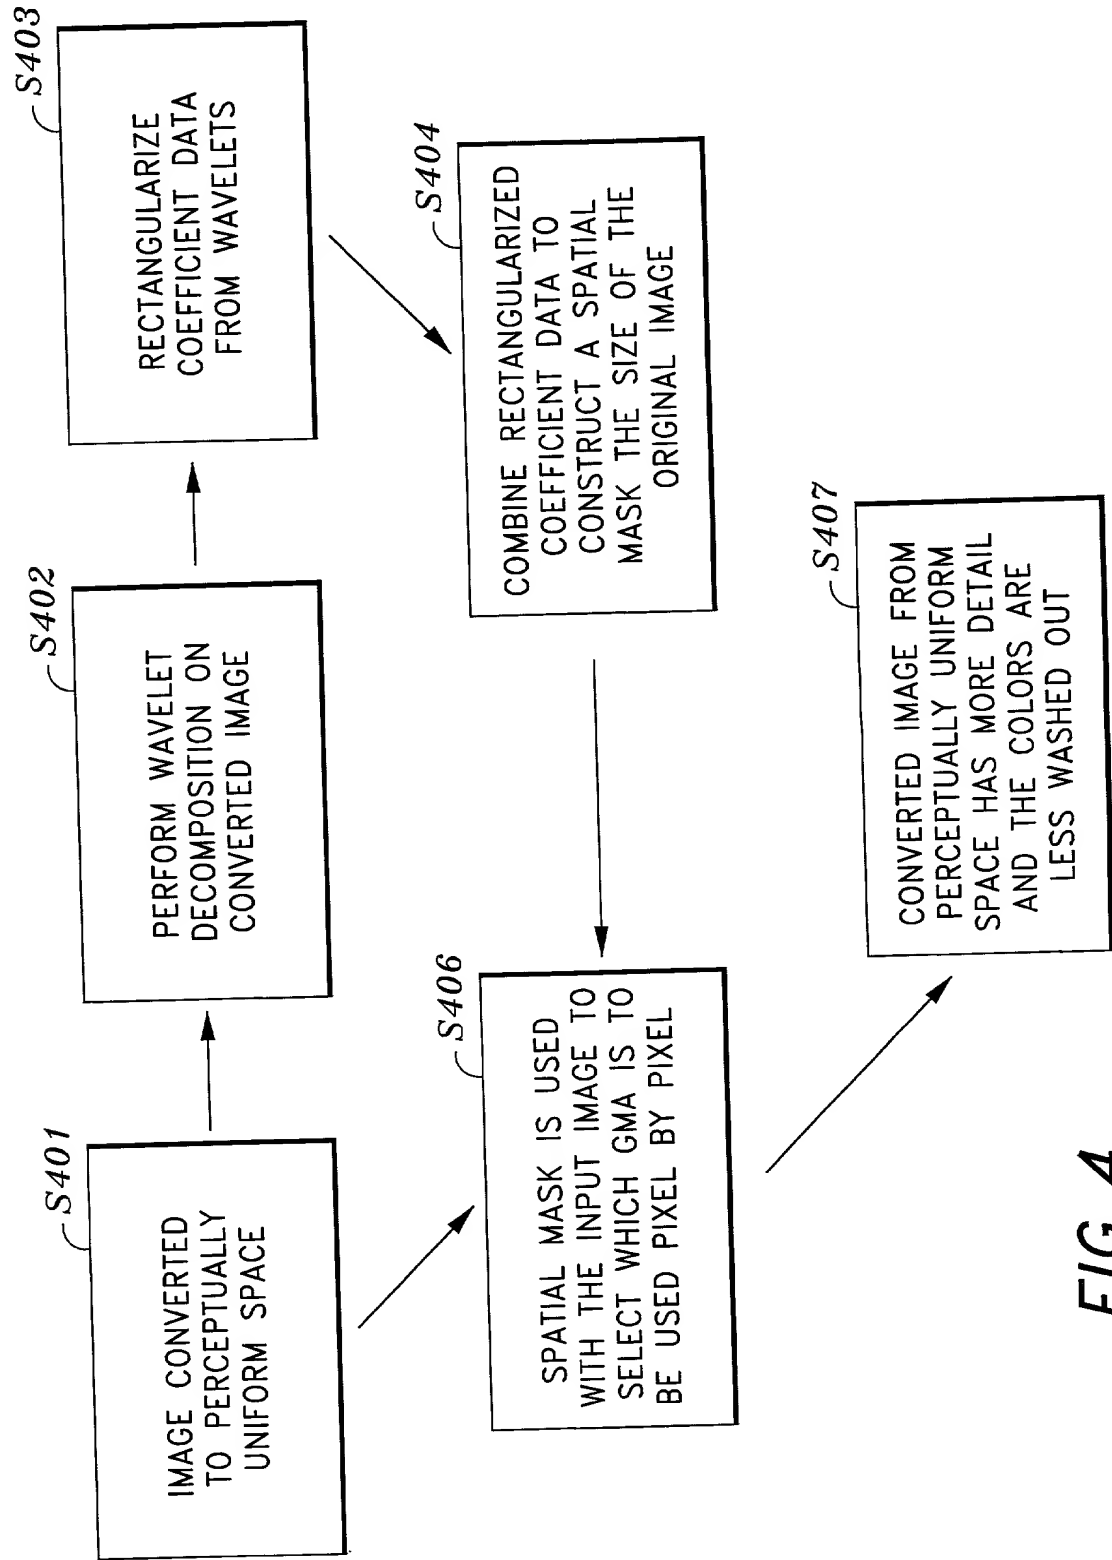 S401
IMAGE CONVERTED
TO PERCEPTUALLY
UNIFORM SPACE
S402
PERFORM WAVELET
DECOMPOSITION ON
CONVERTED IMAGE
S403
RECTANGULARIZE
COEFFICIENT DATA
FROM WAVELETS
S404
COMBINE RECTANGULARIZED
COEFFICIENT DATA TO
CONSTRUCT A SPATIAL
MASK THE SIZE OF THE
ORIGINAL IMAGE
S406
SPATIAL MASK IS USED
WITH THE INPUT IMAGE TO
SELECT WHICH GMA IS TO
BE USED PIXEL BY PIXEL
S407
CONVERTED IMAGE FROM
PERCEPTUALLY UNIFORM
SPACE HAS MORE DETAIL
AND THE COLORS ARE
LESS WASHED OUT
FIG. 4